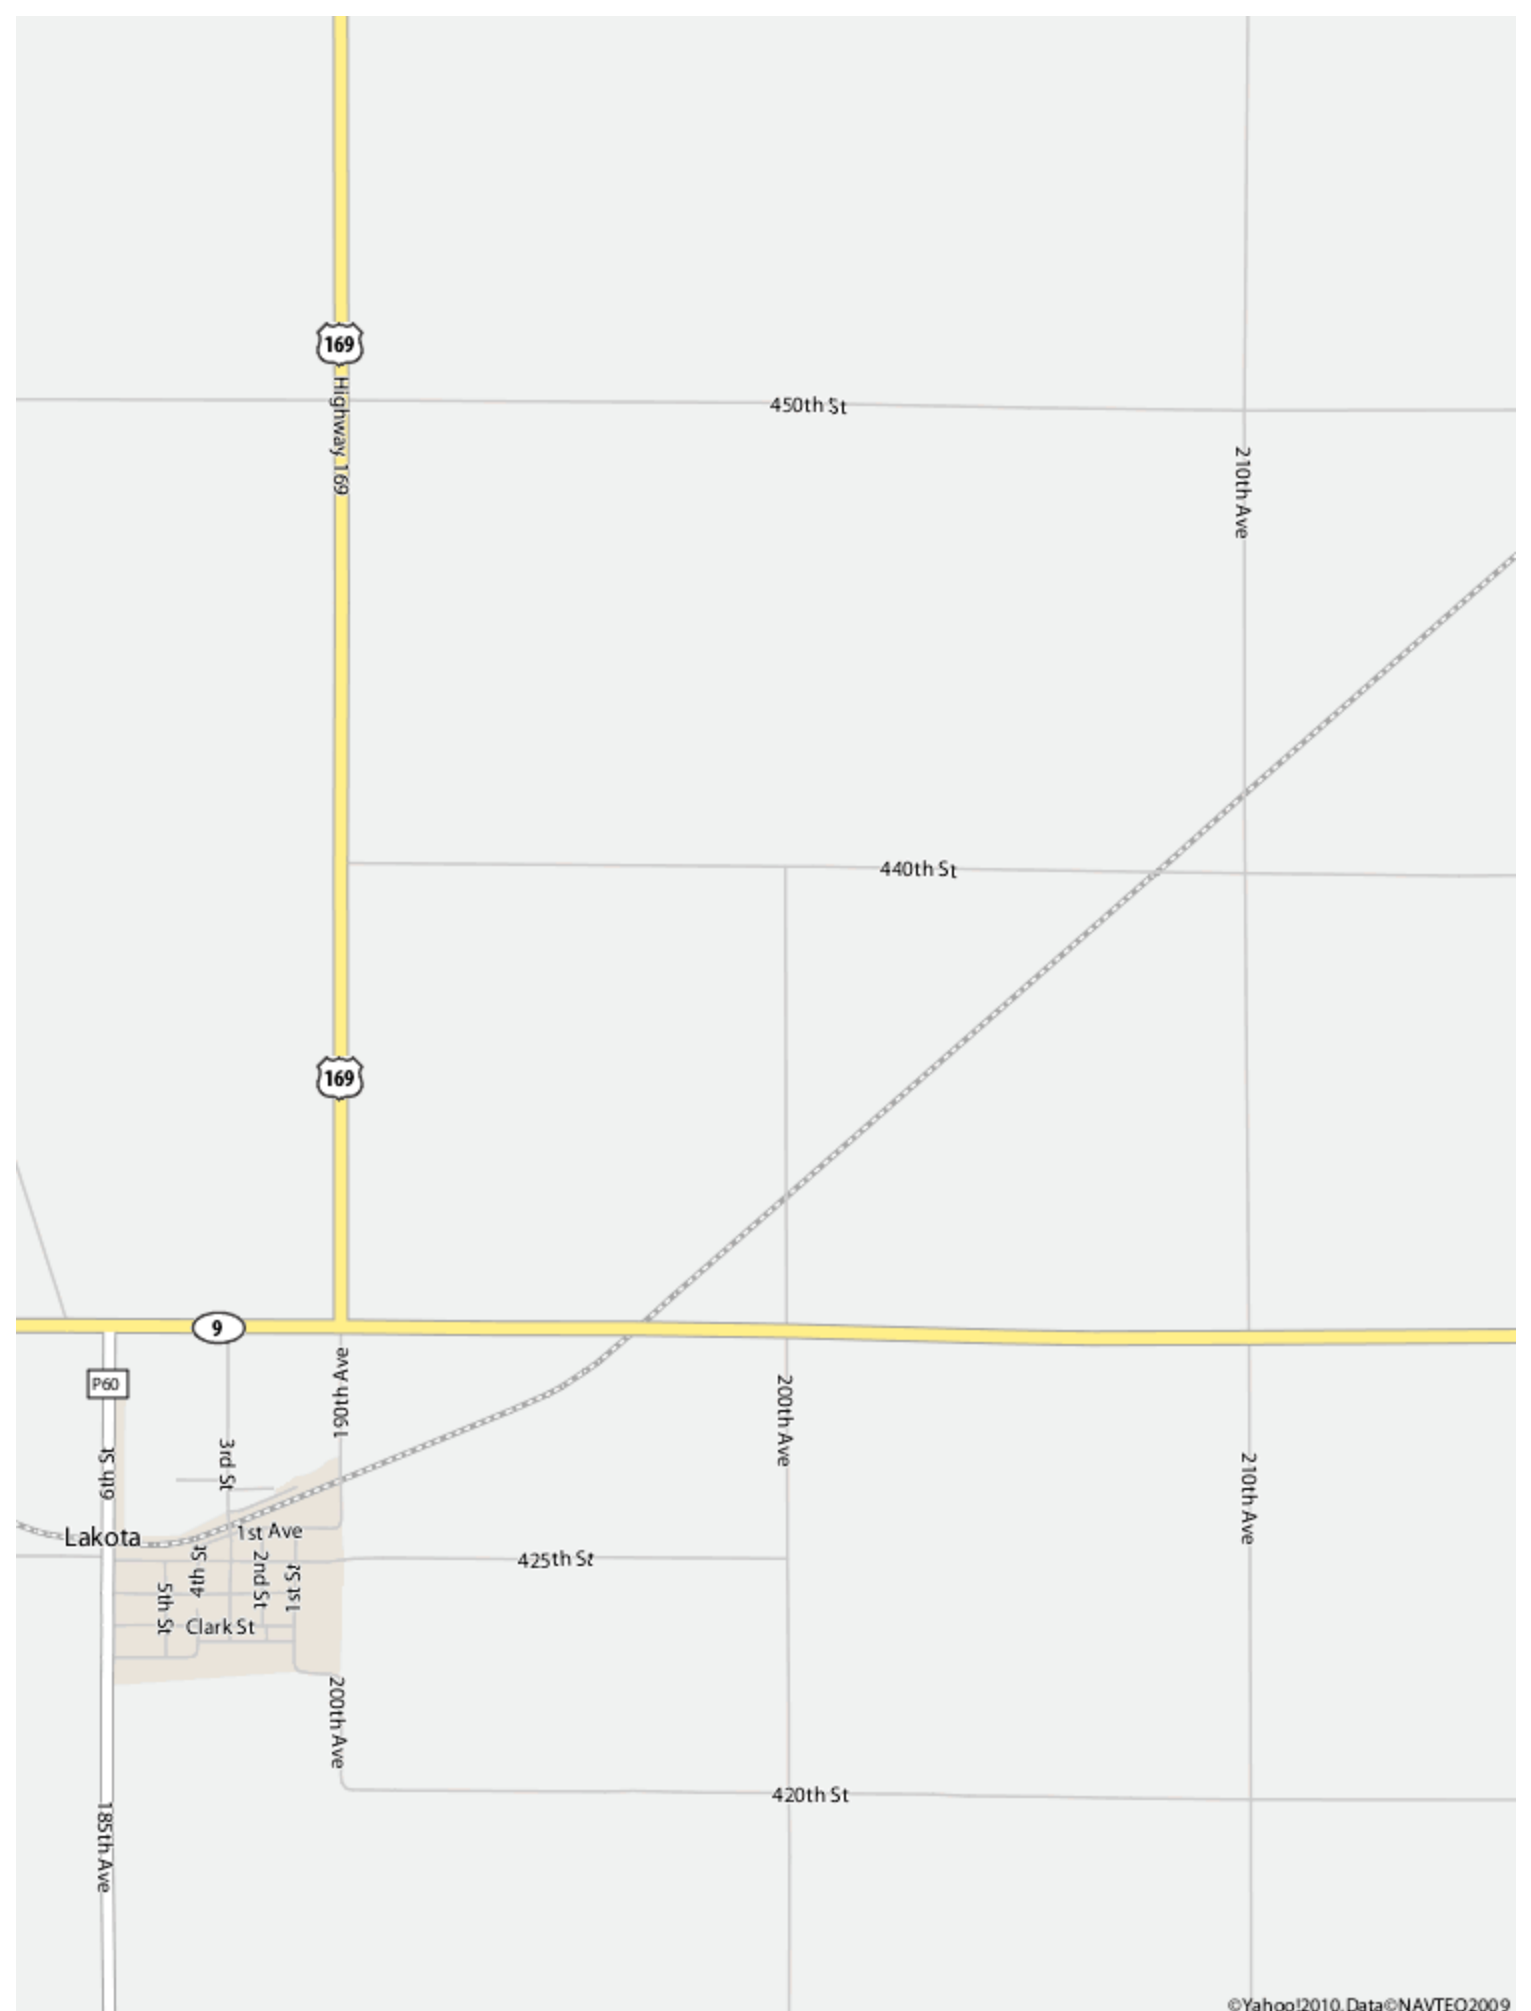 169
Highway 169
450th St
210th Ave
440th St
169
9
P60
190th Ave
200th Ave
3rd St
6th St
210th Ave
Lakota
1st Ave
425th St
4th St
2nd St
1st St
5th St
Clark St
200th Ave
420th St
185th Ave
©Yahoo!2010, Data©NAVTEQ2009